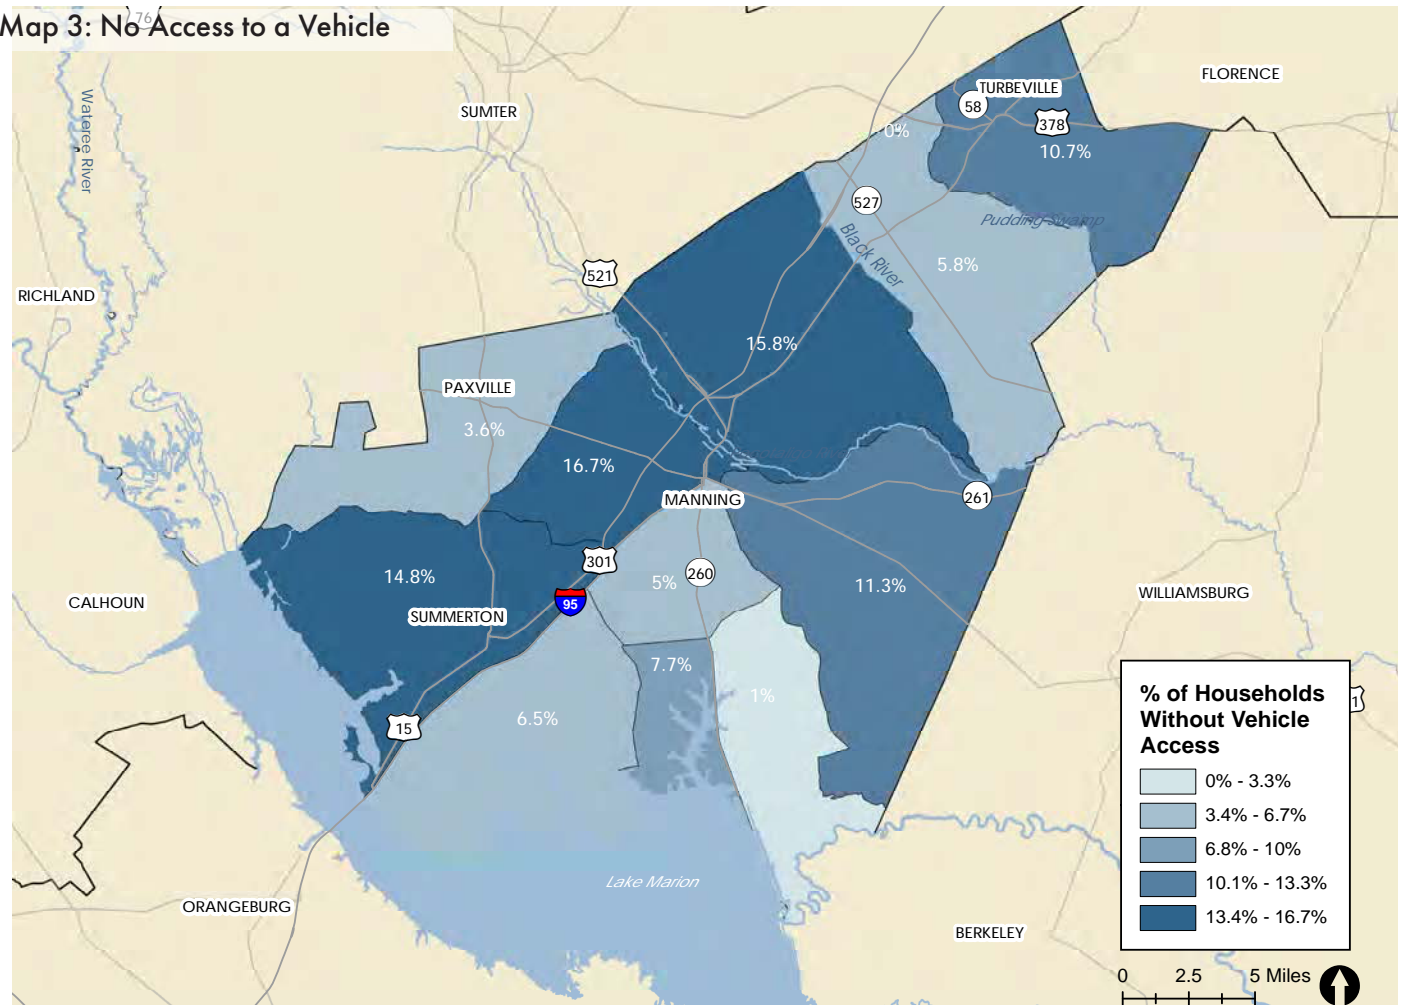 Map 3: No Access to a Vehicle
76
Wateree River
SUMTER
FLORENCE
TURBEVILLE
58
378
0%
10.7%
527
Pudding Swamp
Black River
5.8%
521
RICHLAND
15.8%
PAXVILLE
3.6%
16.7%
MANNING
261
301
260
14.8%
5%
11.3%
95
CALHOUN
SUMMERTON
WILLIAMSBURG
7.7%
1%
6.5%
15
Lake Marion
ORANGEBURG
BERKELEY
% of Households
Without Vehicle
Access
0% - 3.3%
3.4% - 6.7%
6.8% - 10%
10.1% - 13.3%
13.4% - 16.7%
1
0 2.5 5 Miles